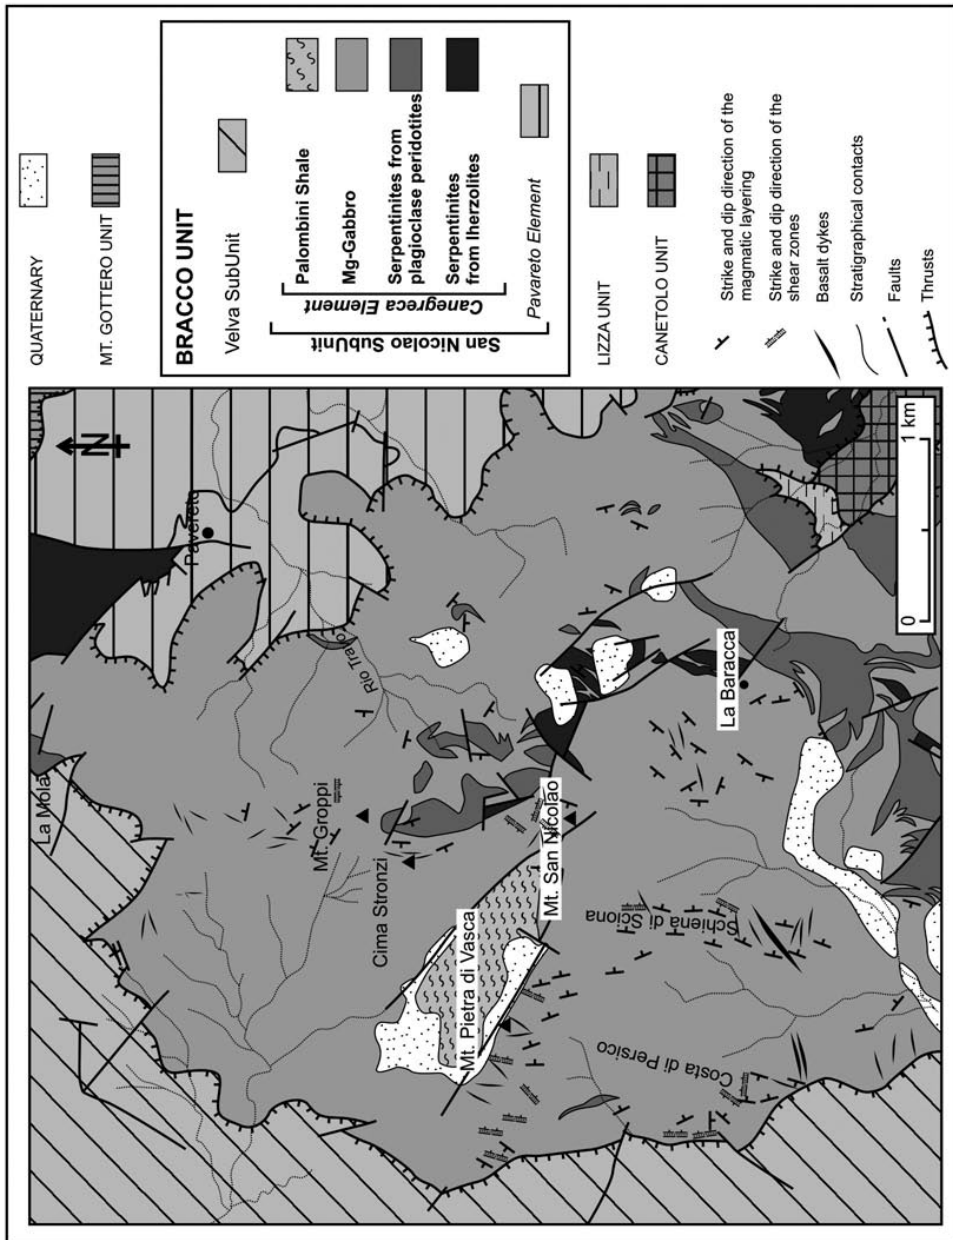 QUATERNARY
MT. GOTTERO UNIT
BRACCO UNIT
Velva SubUnit
San Nicolao SubUnit
Canegreca Element
Palombini Shale
Mg-Gabbro
Serpentinites from
plagioclase peridotites
Serpentinites
from lherzolites
Pavareto Element
LIZZA UNIT
CANETOLO UNIT
Strike and dip direction of the
magmatic layering
Strike and dip direction of the
shear zones
Basalt dykes
Stratigraphical contacts
Faults
Thrusts
N
La Mola
Pavareto
Rio Travo
Mt. Groppi
Cima Stronzi
Mt. Pietra di Vasca
Mt. San Nicolao
La Baracca
Schiena di Sciona
Costa di Persico
0
1 km